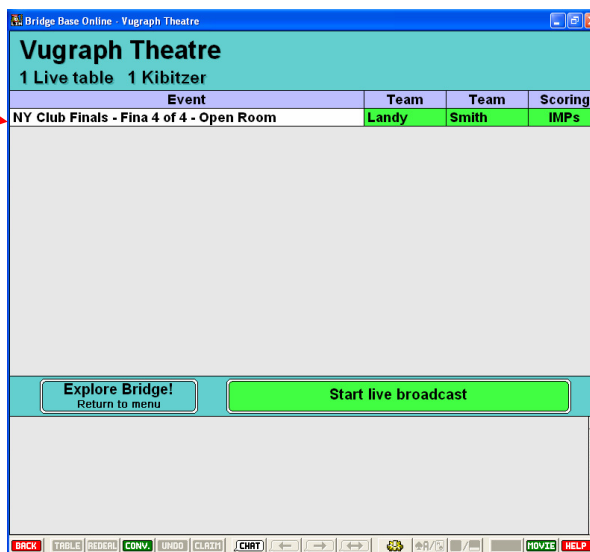 Bridge Base Online - Vugraph Theatre
Vugraph Theatre
1 Live table 1 Kibitzer
Event Team Team Scoring
NY Club Finals - Fina 4 of 4 - Open Room Landy Smith IMPs
Explore Bridge!
Return to menu
Start live broadcast
BACK TABLE REDEAL CONV. UNDO CLAIM CHAT MOVIE HELP